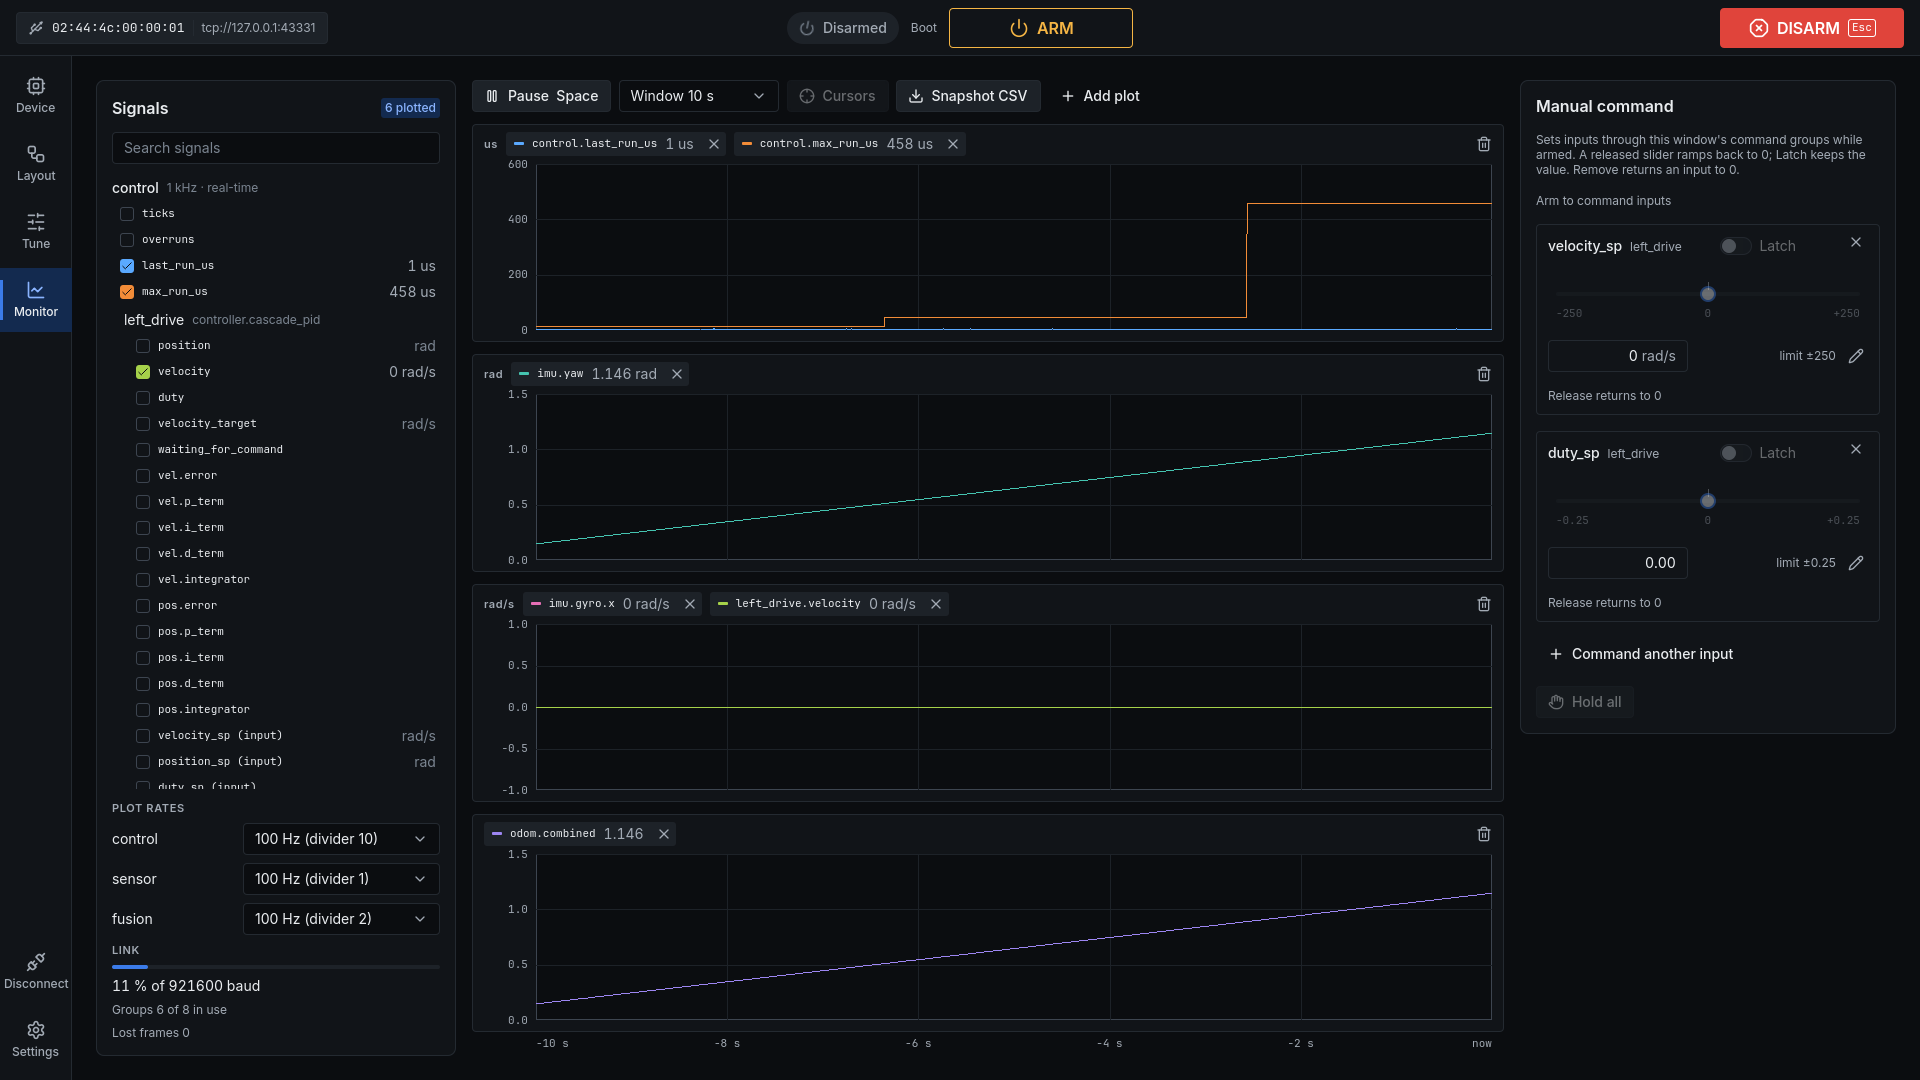 02:44:4c:00:00:01 tcp://127.0.0.1:43331
Disarmed Boot ARM
DISARM Esc
Device
Layout
Tune
Monitor
Disconnect
Settings
Signals 6 plotted
Search signals
control 1 kHz · real-time
ticks
overruns
last_run_us 1 us
max_run_us 458 us
left_drive controller.cascade_pid
position rad
velocity 0 rad/s
duty
velocity_target rad/s
waiting_for_command
vel.error
vel.p_term
vel.i_term
vel.d_term
vel.integrator
pos.error
pos.p_term
pos.i_term
pos.d_term
pos.integrator
velocity_sp (input) rad/s
position_sp (input) rad
duty_sp (input)
PLOT RATES
control 100 Hz (divider 10)
sensor 100 Hz (divider 1)
fusion 100 Hz (divider 2)
LINK
11 % of 921600 baud
Groups 6 of 8 in use
Lost frames 0
Pause Space Window 10 s Cursors Snapshot CSV + Add plot
us control.last_run_us 1 us control.max_run_us 458 us
600
400
200
0
rad imu.yaw 1.146 rad
1.5
1.0
0.5
0.0
rad/s imu.gyro.x 0 rad/s left_drive.velocity 0 rad/s
1.0
0.5
0.0
-0.5
-1.0
odom.combined 1.146
1.5
1.0
0.5
0.0
-10 s -8 s -6 s -4 s -2 s now
Manual command
Sets inputs through this window's command groups while
armed. A released slider ramps back to 0; Latch keeps the
value. Remove returns an input to 0.
Arm to command inputs
velocity_sp left_drive Latch
-250 0 +250
0 rad/s limit ±250
Release returns to 0
duty_sp left_drive Latch
-0.25 0 +0.25
0.00 limit ±0.25
Release returns to 0
+ Command another input
Hold all